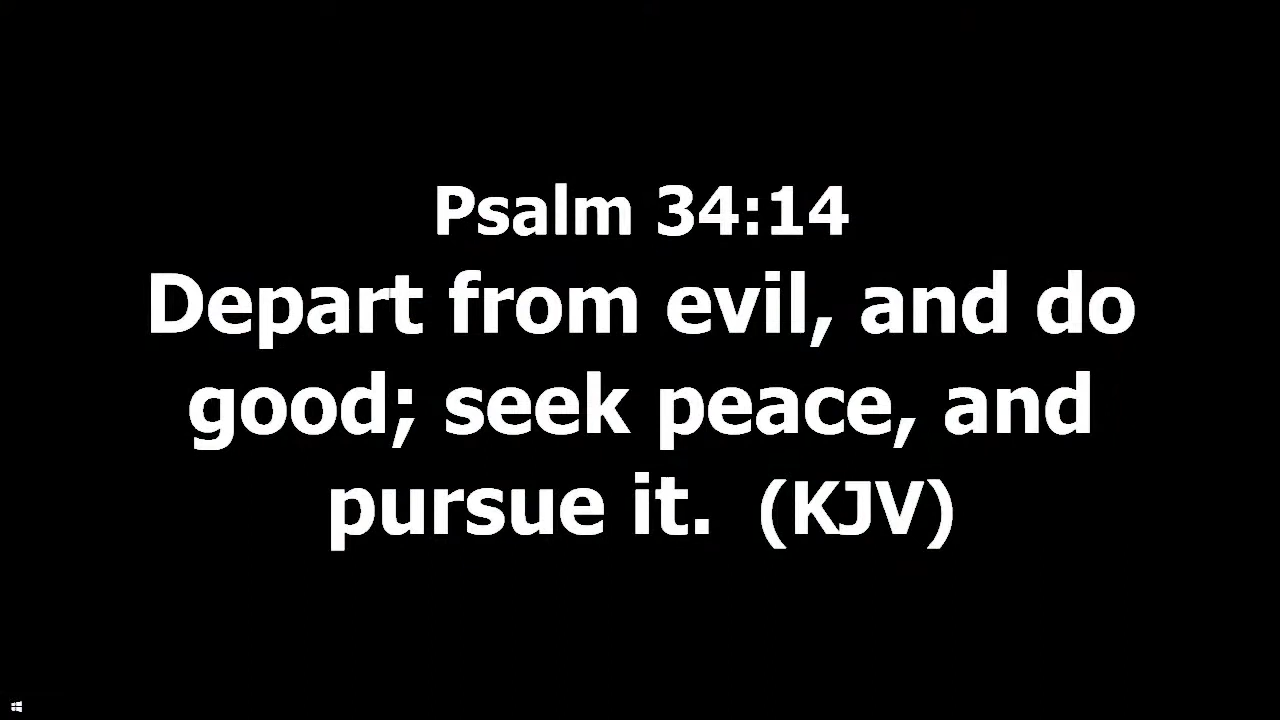 Psalm 34:14
Depart from evil, and do
good; seek peace, and
pursue it.  (KJV)